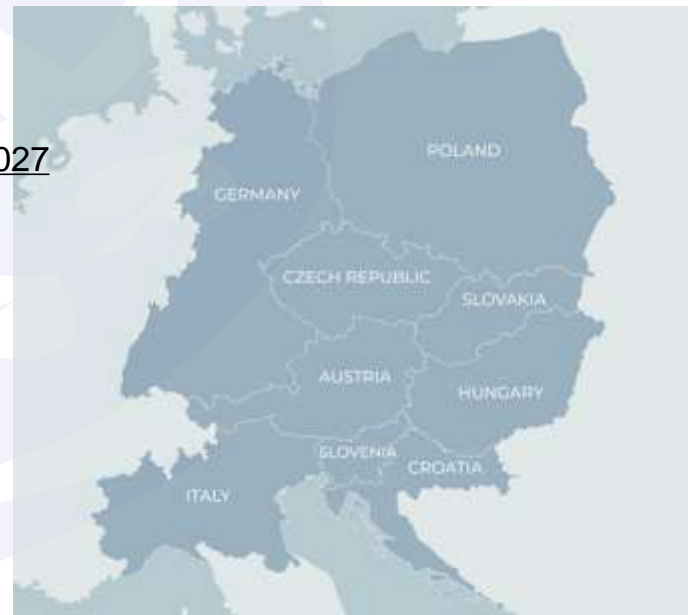 027
POLAND
GERMANY
CZECH REPUBLIC
SLOVAKIA
AUSTRIA
HUNGARY
SLOVENIA
CROATIA
ITALY